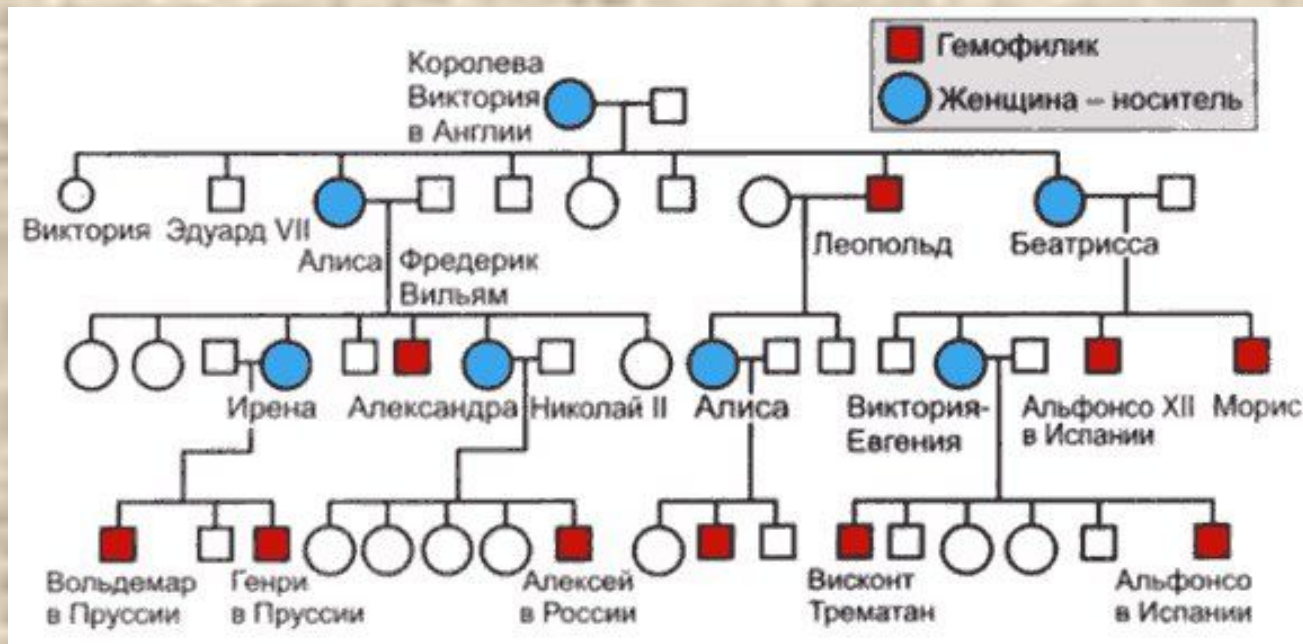 Гемофилик
Женщина – носитель
Королева
Виктория
в Англии
Виктория
Эдуард VII
Алиса
Фредерик
Вильям
Леопольд
Беатрисса
Ирена
Александра
Николай II
Алиса
Виктория-
Евгения
Альфонсо XII
в Испании
Морис
Вольдемар
в Пруссии
Генри
в Пруссии
Алексей
в России
Висконт
Трематан
Альфонсо
в Испании